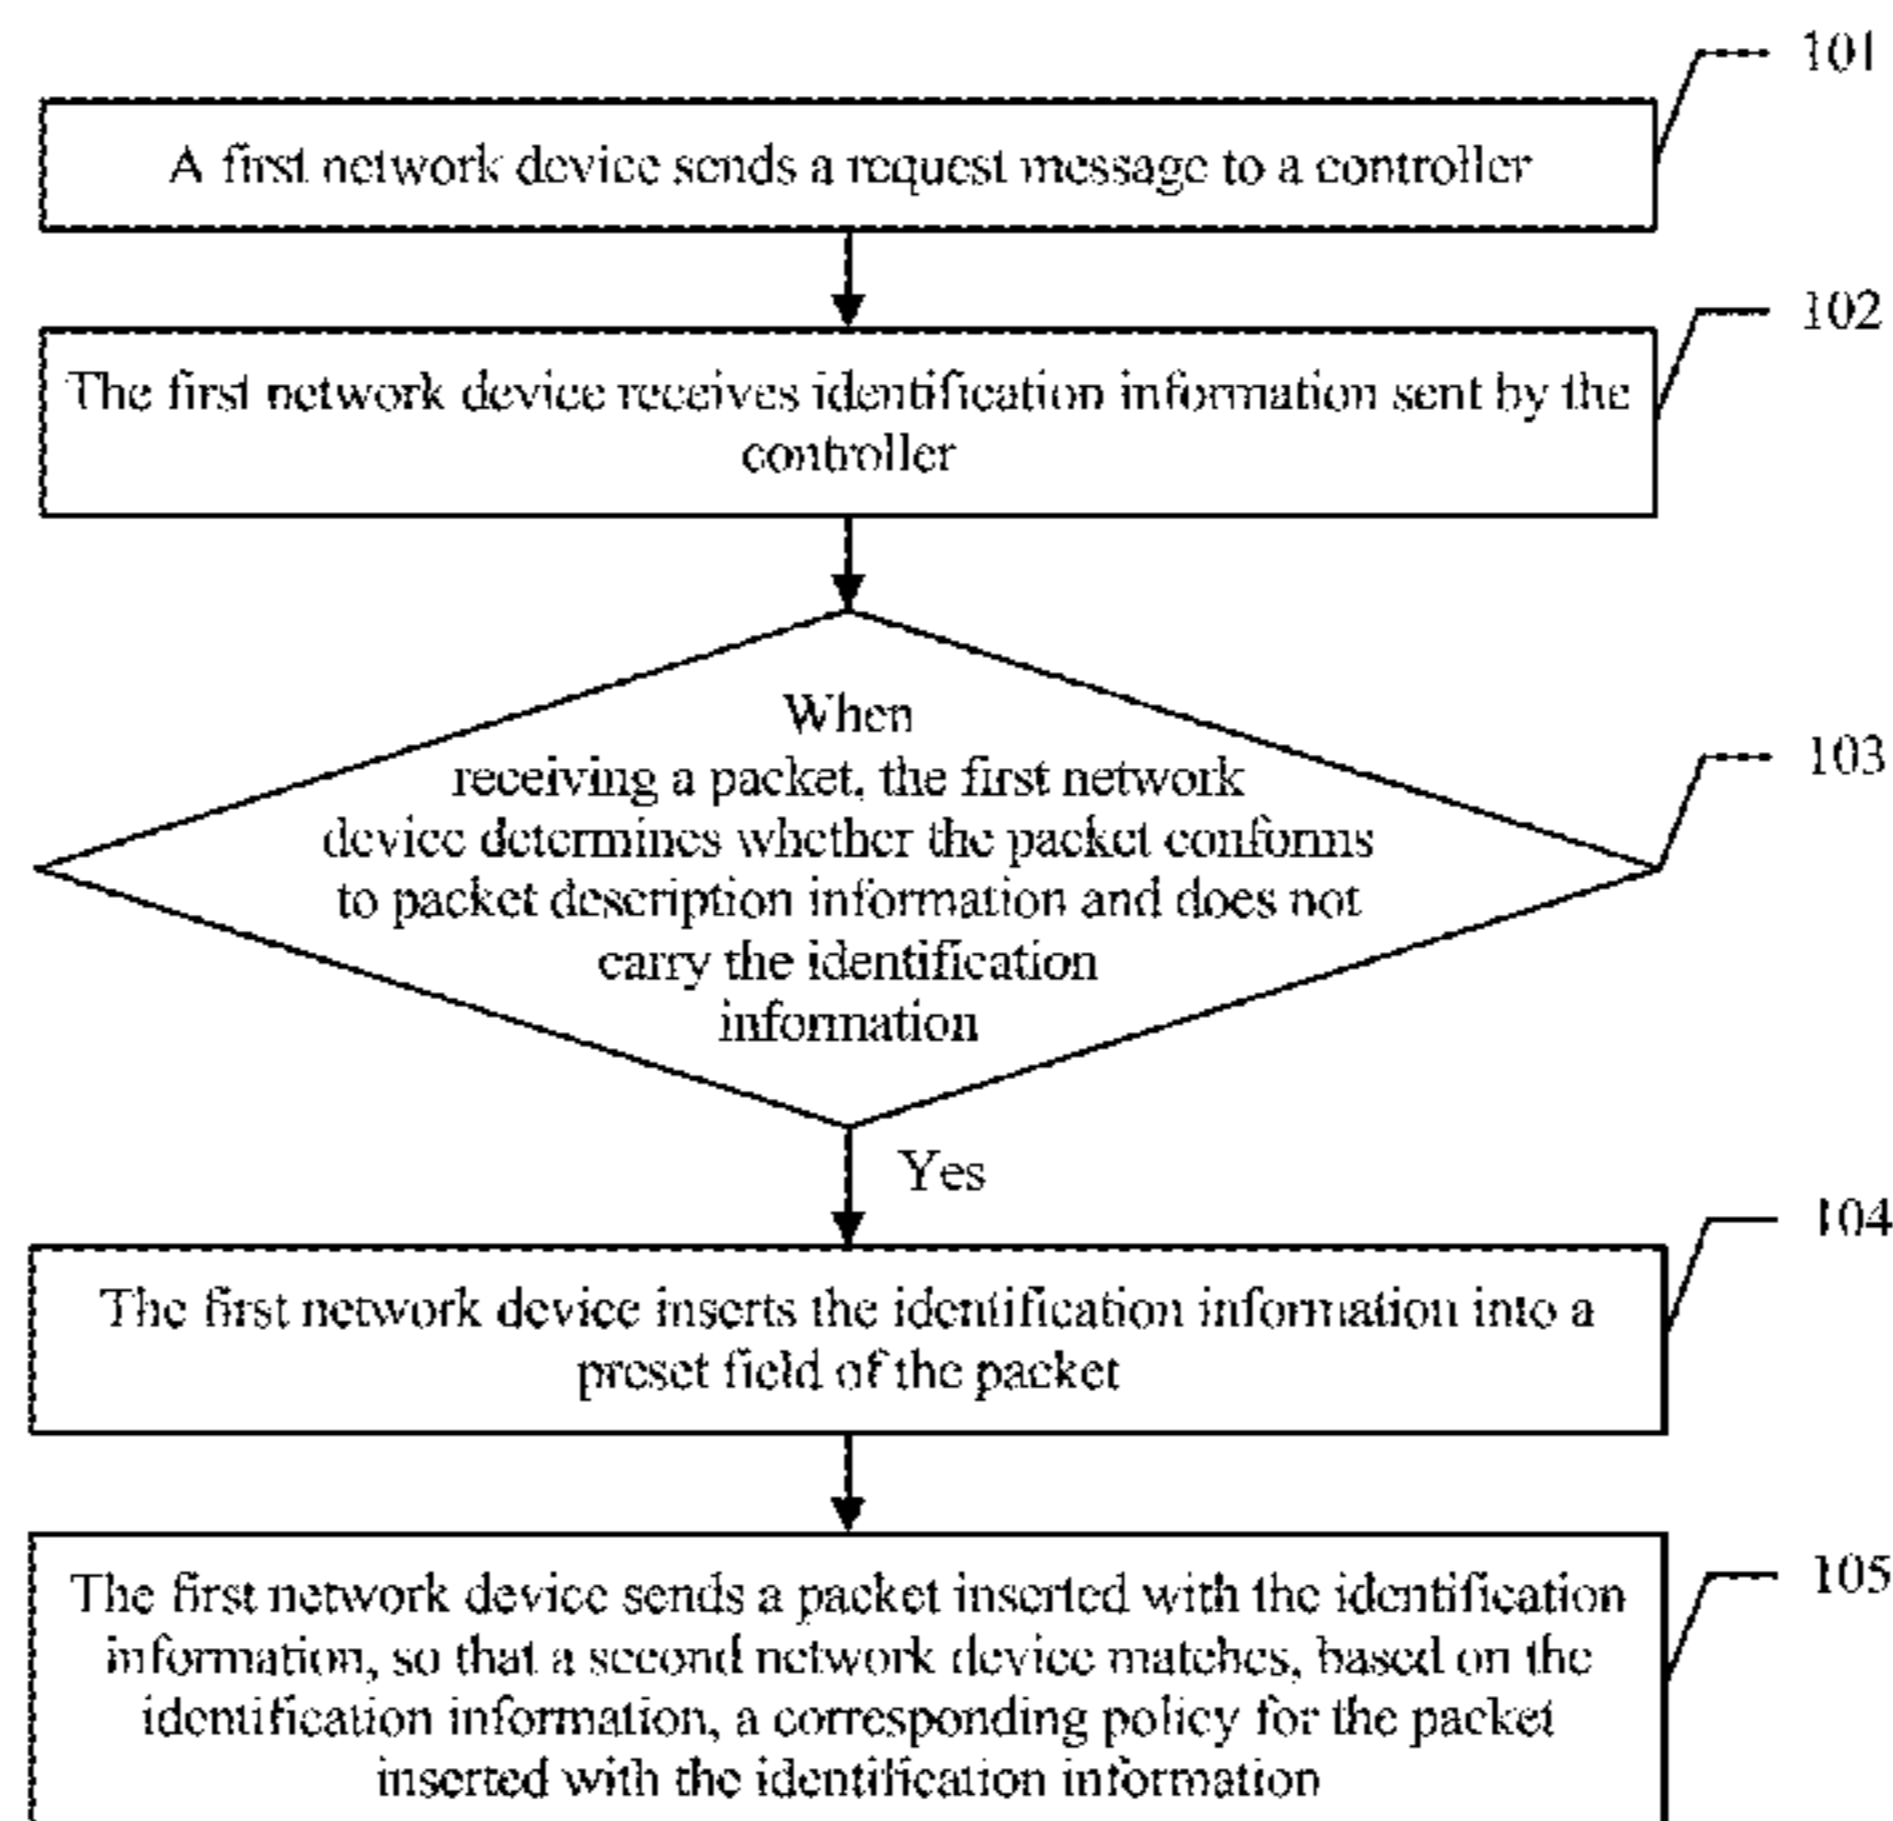 101
A first network device sends a request message to a controller
102
The first network device receives identification information sent by the
controller
When
receiving a packet, the first network
device determines whether the packet conforms
to packet description information and does not
carry the identification
information
103
Yes
104
The first network device inserts the identification information into a
preset field of the packet
105
The first network device sends a packet inserted with the identification
information, so that a second network device matches, based on the
identification information, a corresponding policy for the packet
inserted with the identification information